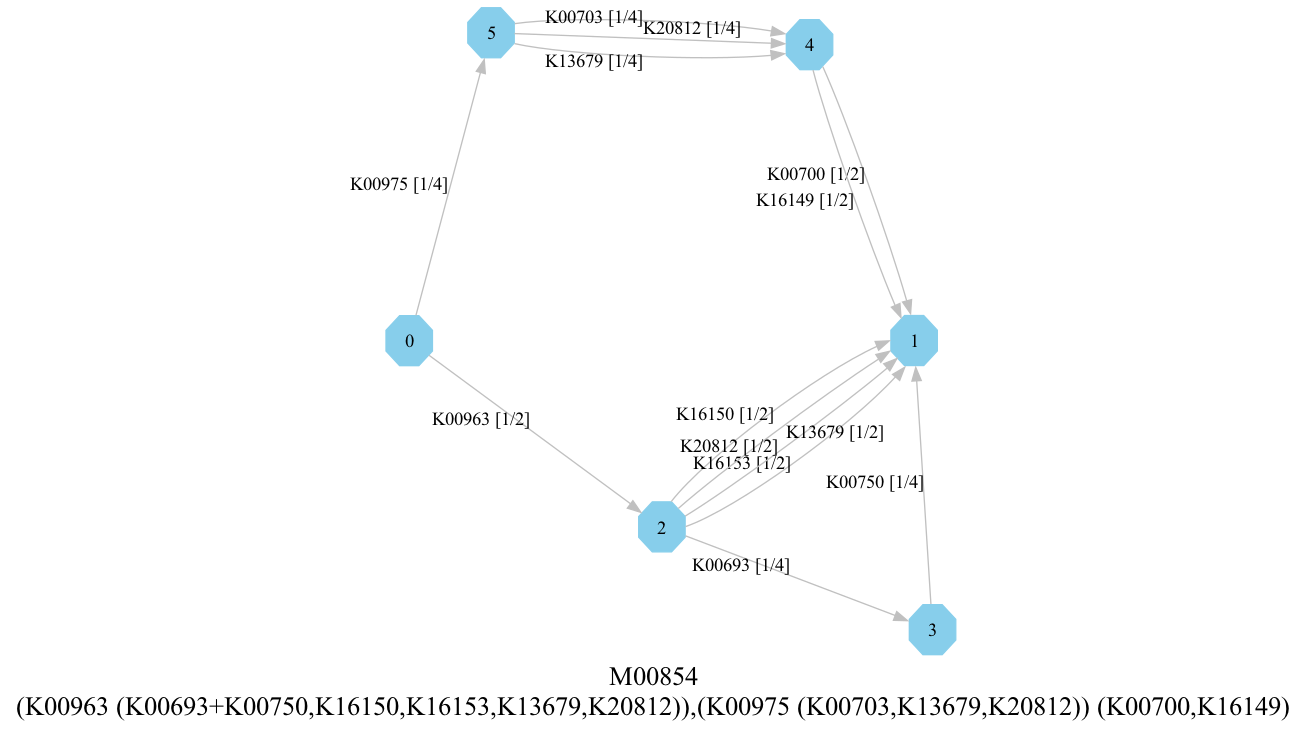 5
K00703 [1/4]
K20812 [1/4]
4
K13679 [1/4]
K00700 [1/2]
K00975 [1/4]
K16149 [1/2]
0
1
K16150 [1/2]
K00963 [1/2]
K13679 [1/2]
K20812 [1/2]
K16153 [1/2]
K00750 [1/4]
2
K00693 [1/4]
3
M00854
(K00963 (K00693+K00750,K16150,K16153,K13679,K20812)),(K00975 (K00703,K13679,K20812)) (K00700,K16149)